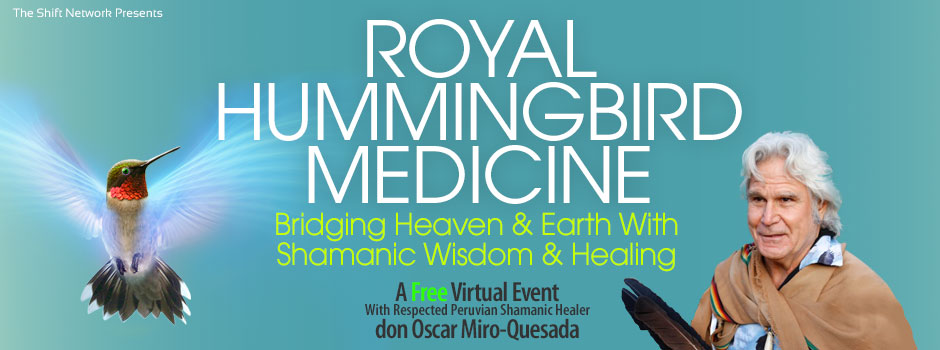 The Shift Network Presents
ROYAL
HUMMINGBIRD
MEDICINE
Bridging Heaven & Earth With
Shamanic Wisdom & Healing
A Free Virtual Event
With Respected Peruvian Shamanic Healer
don Oscar Miro-Quesada